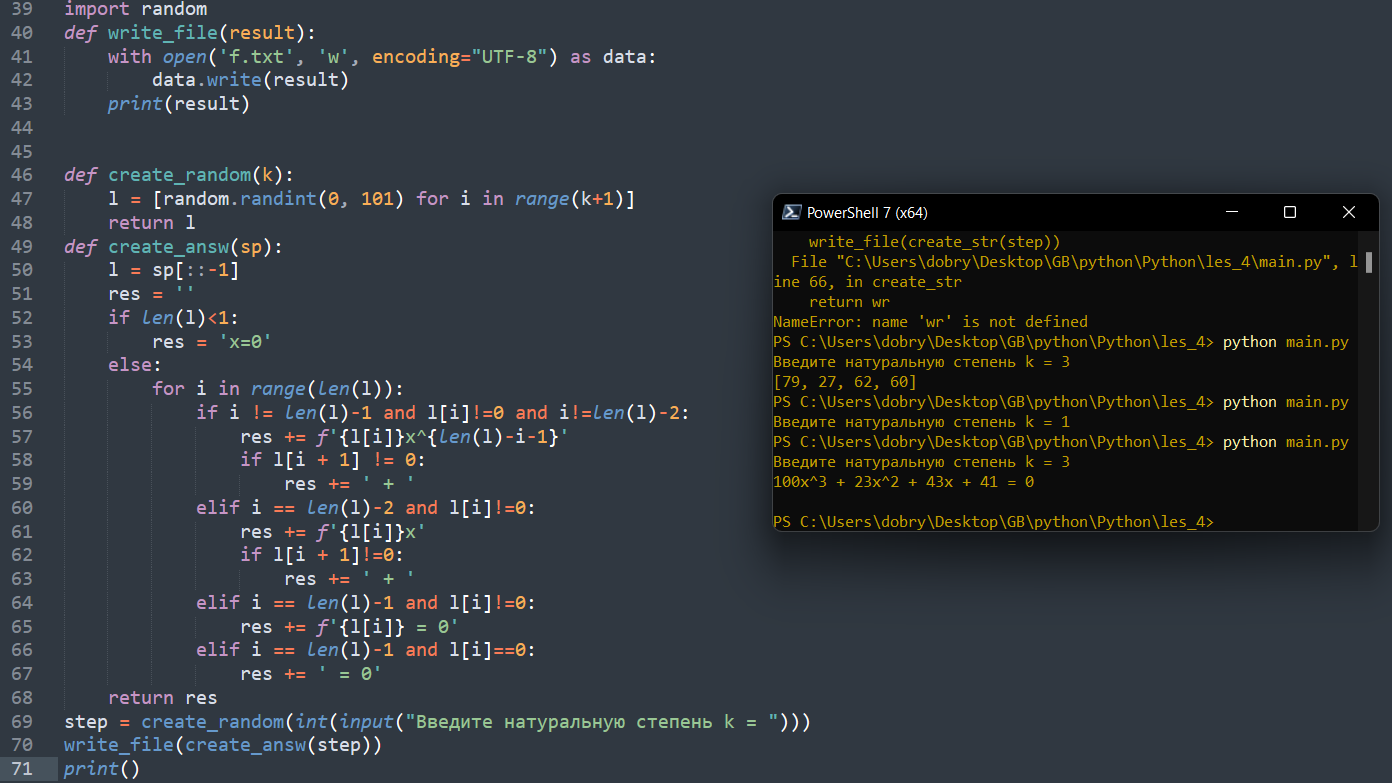 39 import random
40 def write_file(result):
41     with open('f.txt', 'w', encoding="UTF-8") as data:
42         data.write(result)
43     print(result)
44
45
46 def create_random(k):
47     l = [random.randint(0, 101) for i in range(k+1)]
48     return l
49 def create_answ(sp):
50     l = sp[::-1]
51     res = ''
52     if len(l)<1:
53         res = 'x=0'
54     else:
55         for i in range(len(l)):
56             if i != len(l)-1 and l[i]!=0 and i!=len(l)-2:
57                 res += f'{l[i]}x^{len(l)-i-1}'
58                 if l[i + 1] != 0:
59                     res += ' + '
60             elif i == len(l)-2 and l[i]!=0:
61                 res += f'{l[i]}x'
62                 if l[i + 1]!=0:
63                     res += ' + '
64             elif i == len(l)-1 and l[i]!=0:
65                 res += f'{l[i]} = 0'
66             elif i == len(l)-1 and l[i]==0:
67                 res += ' = 0'
68     return res
69 step = create_random(int(input("Введите натуральную степень k = ")))
70 write_file(create_answ(step))
71 print()
PowerShell 7 (x64)
    write_file(create_str(step))
  File "C:\Users\dobry\Desktop\GB\python\Python\les_4\main.py", l
ine 66, in create_str
    return wr
NameError: name 'wr' is not defined
PS C:\Users\dobry\Desktop\GB\python\Python\les_4> python main.py
Введите натуральную степень k = 3
[79, 27, 62, 60]
PS C:\Users\dobry\Desktop\GB\python\Python\les_4> python main.py
Введите натуральную степень k = 1
PS C:\Users\dobry\Desktop\GB\python\Python\les_4> python main.py
Введите натуральную степень k = 3
100x^3 + 23x^2 + 43x + 41 = 0
PS C:\Users\dobry\Desktop\GB\python\Python\les_4>